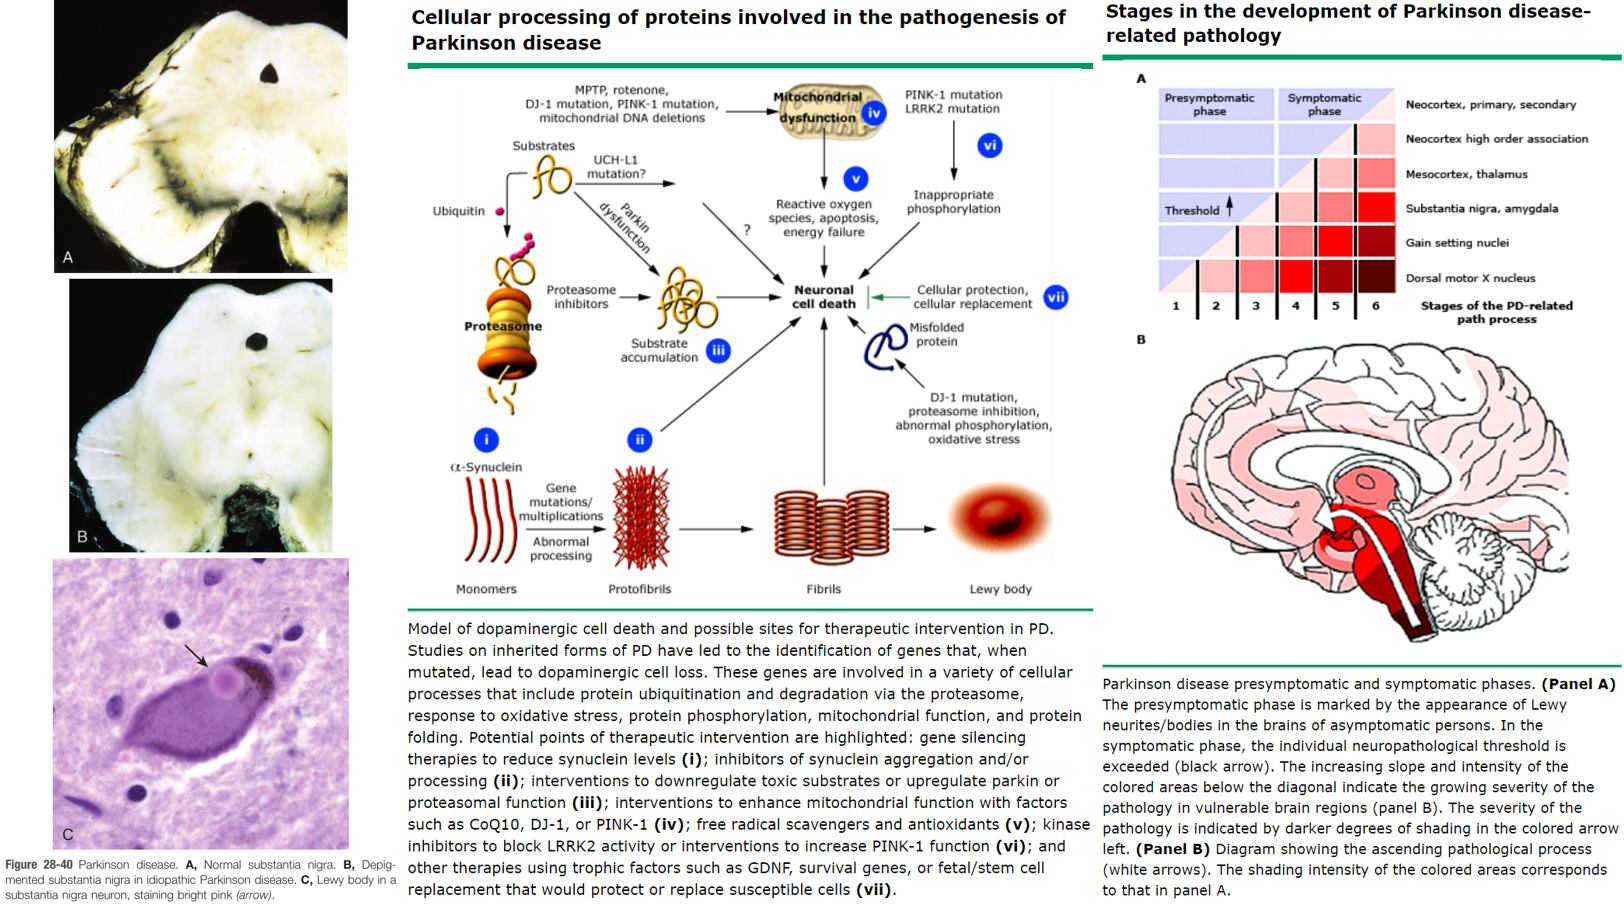 A
B
C
Figure 28-40 Parkinson disease. A, Normal substantia nigra. B, Depig-
mented substantia nigra in idiopathic Parkinson disease. C, Lewy body in a
substantia nigra neuron, staining bright pink (arrow).
Cellular processing of proteins involved in the pathogenesis of
Parkinson disease
MPTP, rotenone,
DJ-1 mutation, PINK-1 mutation,
mitochondrial DNA deletions
Mitochondrial
dysfunction
iv
PINK-1 mutation
LRRK2 mutation
vi
Substrates
UCH-L1
mutation?
v
Ubiquitin
Parkin
dysfunction
?
Reactive oxygen
species, apoptosis,
energy failure
Inappropriate
phosphorylation
Proteasome
inhibitors
Neuronal
cell death
Cellular protection,
cellular replacement
vii
Proteasome
Substrate
accumulation
iii
Misfolded
protein
DJ-1 mutation,
proteasome inhibition,
abnormal phosphorylation,
oxidative stress
i
ii
α-Synuclein
Gene
mutations/
multiplications
Abnormal
processing
Monomers
Protofibrils
Fibrils
Lewy body
Model of dopaminergic cell death and possible sites for therapeutic intervention in PD.
Studies on inherited forms of PD have led to the identification of genes that, when
mutated, lead to dopaminergic cell loss. These genes are involved in a variety of cellular
processes that include protein ubiquitination and degradation via the proteasome,
response to oxidative stress, protein phosphorylation, mitochondrial function, and protein
folding. Potential points of therapeutic intervention are highlighted: gene silencing
therapies to reduce synuclein levels (i); inhibitors of synuclein aggregation and/or
processing (ii); interventions to downregulate toxic substrates or upregulate parkin or
proteasomal function (iii); interventions to enhance mitochondrial function with factors
such as CoQ10, DJ-1, or PINK-1 (iv); free radical scavengers and antioxidants (v); kinase
inhibitors to block LRRK2 activity or interventions to increase PINK-1 function (vi); and
other therapies using trophic factors such as GDNF, survival genes, or fetal/stem cell
replacement that would protect or replace susceptible cells (vii).
Stages in the development of Parkinson disease-
related pathology
A
Presymptomatic
phase
Symptomatic
phase
Neocortex, primary, secondary
Neocortex high order association
Mesocortex, thalamus
Threshold
Substantia nigra, amygdala
Gain setting nuclei
Dorsal motor X nucleus
1 2 3 4 5 6
Stages of the PD-related
path process
B
Parkinson disease presymptomatic and symptomatic phases. (Panel A)
The presymptomatic phase is marked by the appearance of Lewy
neurites/bodies in the brains of asymptomatic persons. In the
symptomatic phase, the individual neuropathological threshold is
exceeded (black arrow). The increasing slope and intensity of the
colored areas below the diagonal indicate the growing severity of the
pathology in vulnerable brain regions (panel B). The severity of the
pathology is indicated by darker degrees of shading in the colored arrow
left. (Panel B) Diagram showing the ascending pathological process
(white arrows). The shading intensity of the colored areas corresponds
to that in panel A.